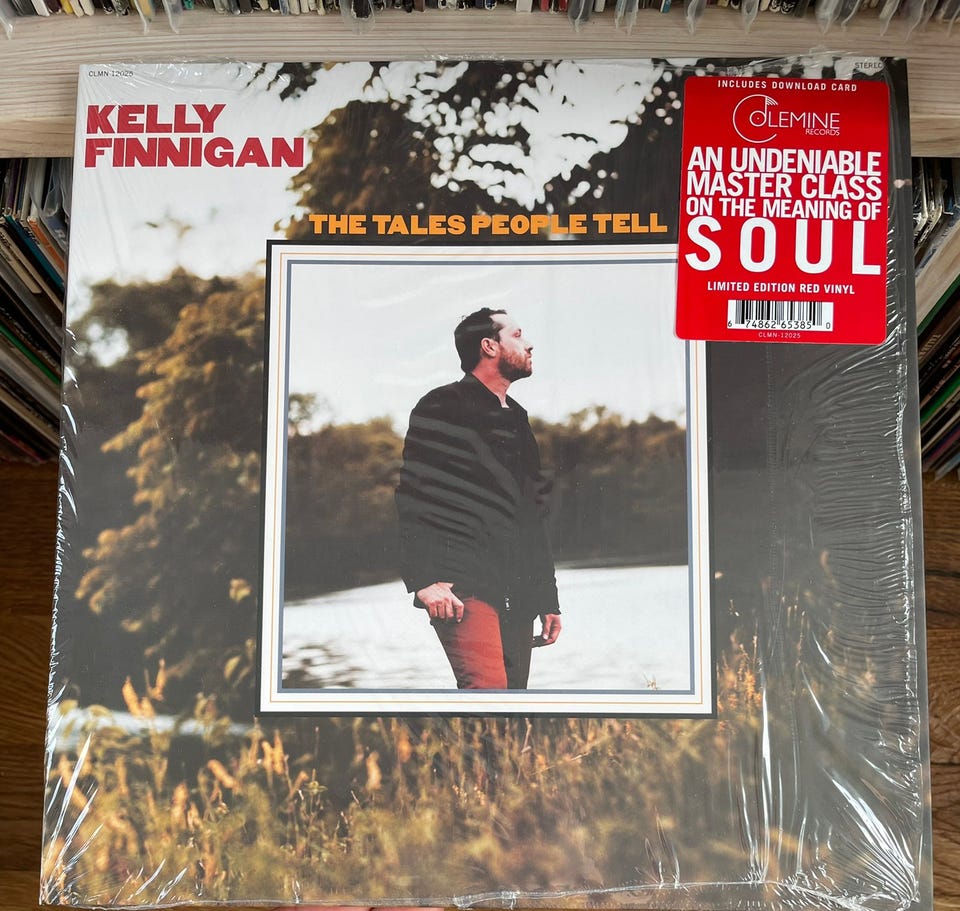 CLMN-12025
STEREO
KELLY
FINNIGAN
THE TALES PEOPLE TELL
INCLUDES DOWNLOAD CARD
COLEMINE
RECORDS
AN UNDENIABLE
MASTER CLASS
ON THE MEANING OF
SOUL
LIMITED EDITION RED VINYL
6 74862 65385 0
CLMN-12025